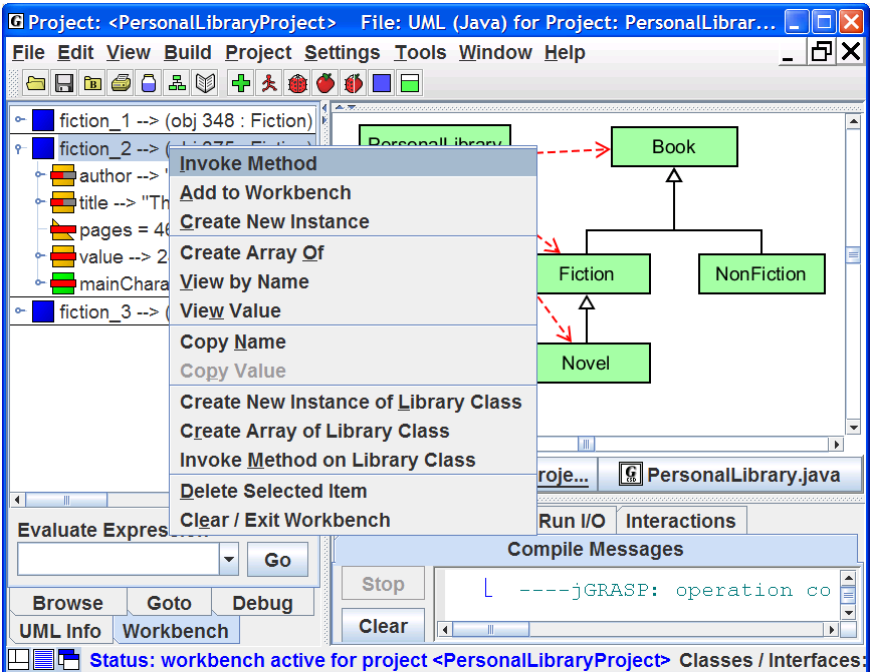 Project: <PersonalLibraryProject> File: UML (Java) for Project: PersonalLibrar...
File Edit View Build Project Settings Tools Window Help
fiction_1 --> (obj 348 : Fiction)
fiction_2 --> (
author --> "
title --> "Th
pages = 46
value --> 2
mainChara
fiction_3 --> (
Invoke Method
Add to Workbench
Create New Instance
Create Array Of
View by Name
View Value
Copy Name
Copy Value
Create New Instance of Library Class
Create Array of Library Class
Invoke Method on Library Class
Delete Selected Item
Clear / Exit Workbench
PersonalLibrary
Book
Fiction
NonFiction
Novel
roje... PersonalLibrary.java
Evaluate Expression
Go
Browse Goto Debug
UML Info Workbench
Run I/O Interactions
Compile Messages
Stop
Clear
----jGRASP: operation co
Status: workbench active for project <PersonalLibraryProject> Classes / Interfaces: